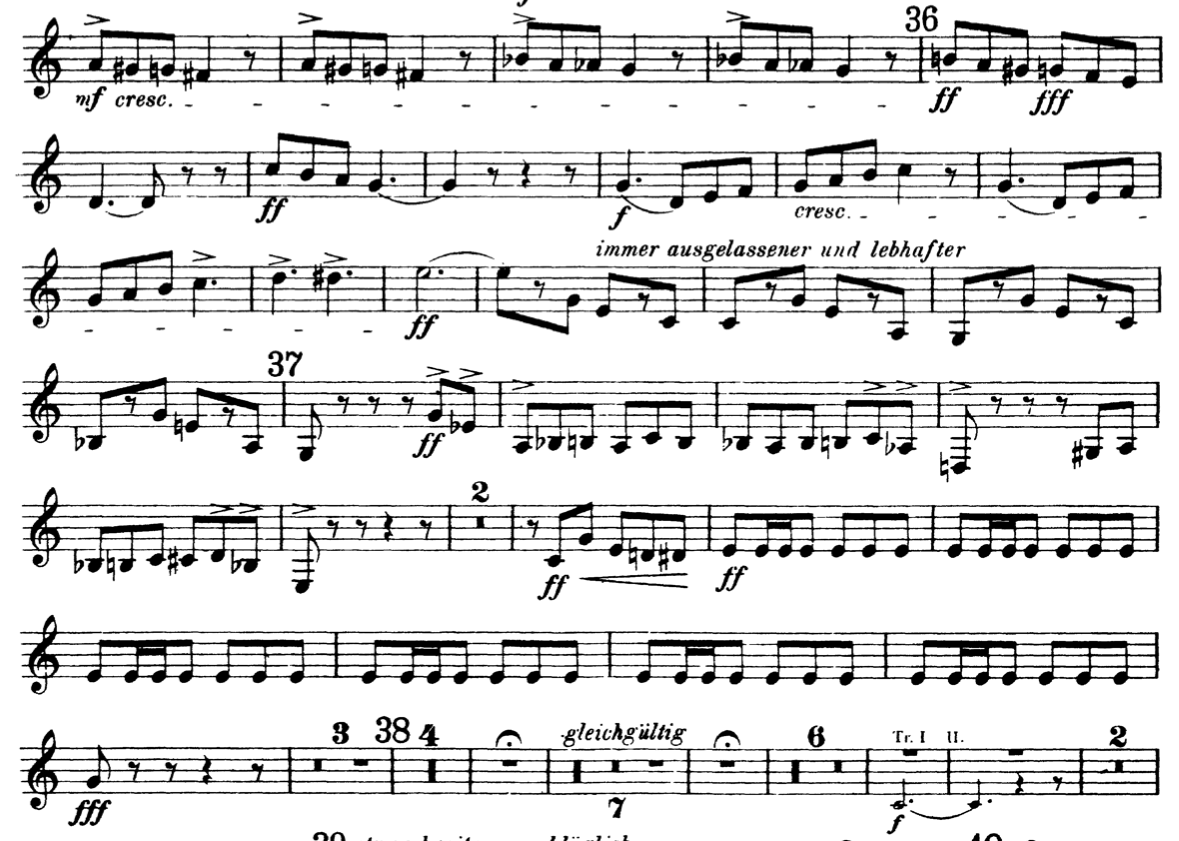 36
mf cresc.
ff fff
ff
f
cresc.
immer ausgelassener und lebhafter
ff
37
ff
2
ff
ff
3 38 4
gleichgültig
6
Tr. I II.
2
7
fff
f